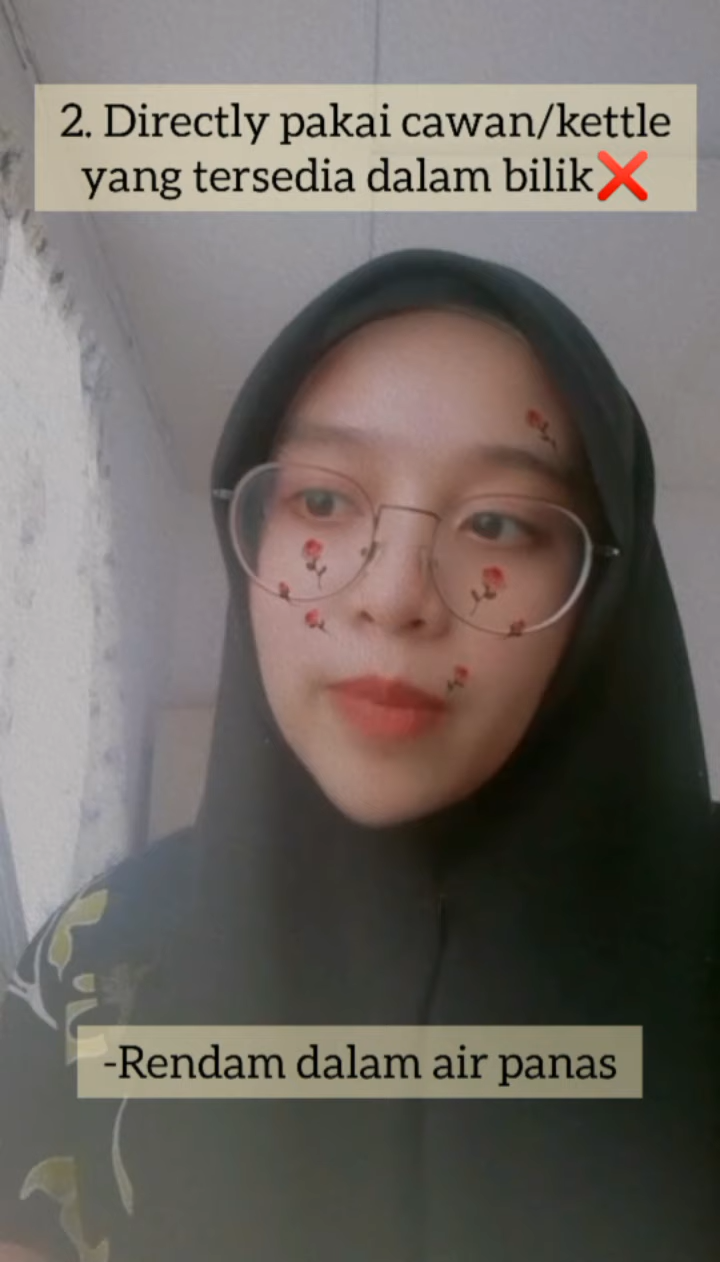 2. Directly pakai cawan/kettle
yang tersedia dalam bilik❌
-Rendam dalam air panas